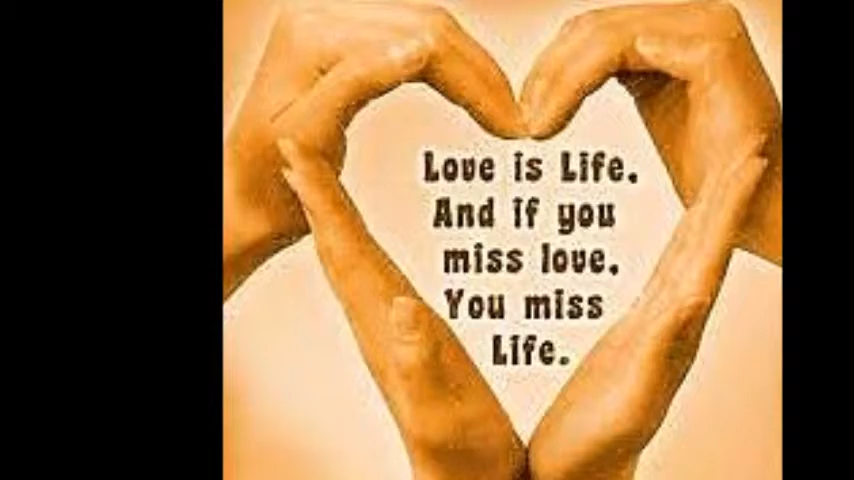 Love is Life.
And if you
miss love.
You miss
Life.